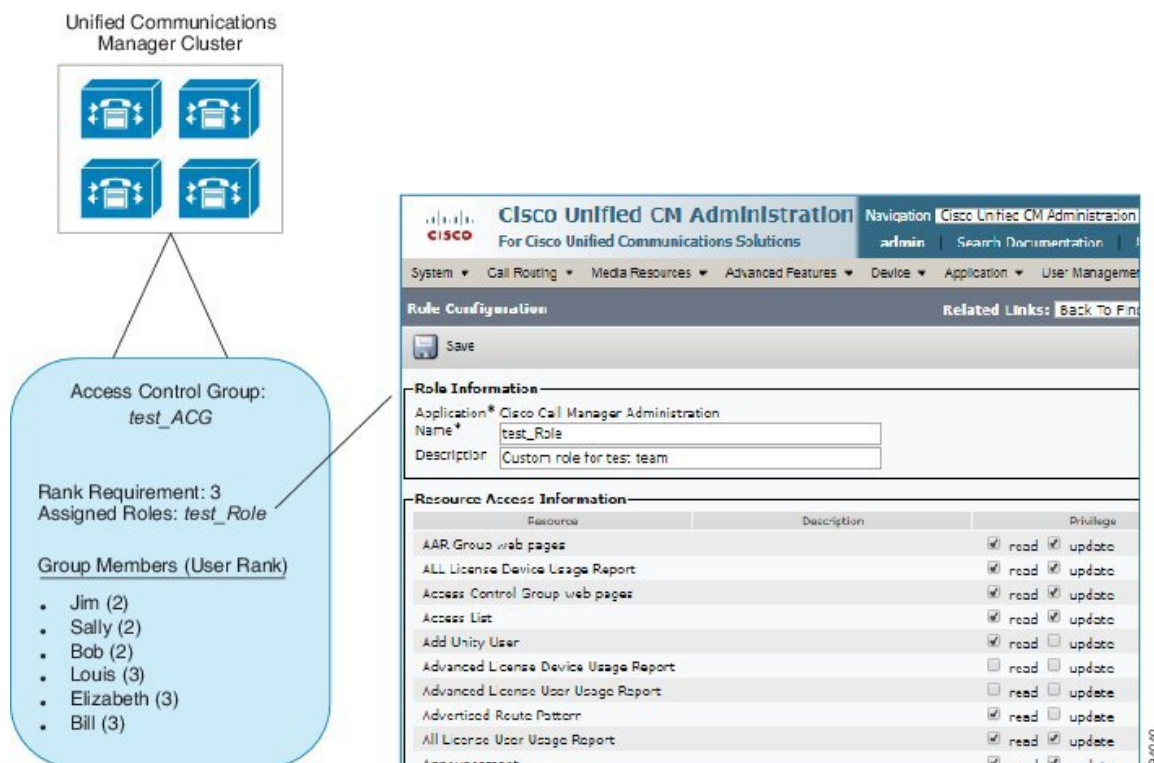 Unified Communications
Manager Cluster
Access Control Group:
test_ACG
Rank Requirement: 3
Assigned Roles: test_Role
Group Members (User Rank)
• Jim (2)
• Sally (2)
• Bob (2)
• Louis (3)
• Elizabeth (3)
• Bill (3)
CISCO
Cisco Unified CM Administration
For Cisco Unified Communications Solutions
Navigation Cisco Unified CM Administration
admin | Search Documentation |
System Call Routing Media Resources Advanced Features Device Application User Managemen
Role Configuration Related Links: Back To Find
Save
Role Information
Application* Cisco Call Manager Administration
Name* test_Role
Description Custom role for test team
Resource Access Information
Resource Description Privilege
AAR Group web pages read update
ALL License Device Usage Report read update
Access Control Group web pages read update
Access List read update
Add Unity User read update
Advanced License Device Usage Report read update
Advanced License User Usage Report read update
Advertised Route Pattern read update
All License User Usage Report read update